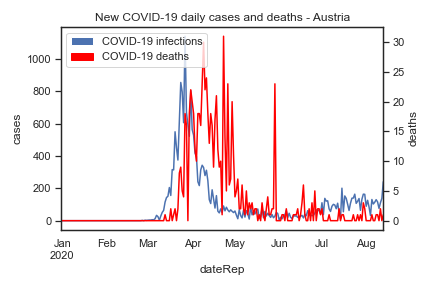 New COVID-19 daily cases and deaths - Austria
COVID-19 infections
COVID-19 deaths
1000
800
600
400
200
0
cases
30
25
20
15
10
5
0
deaths
Jan Feb Mar Apr May Jun Jul Aug
2020
dateRep